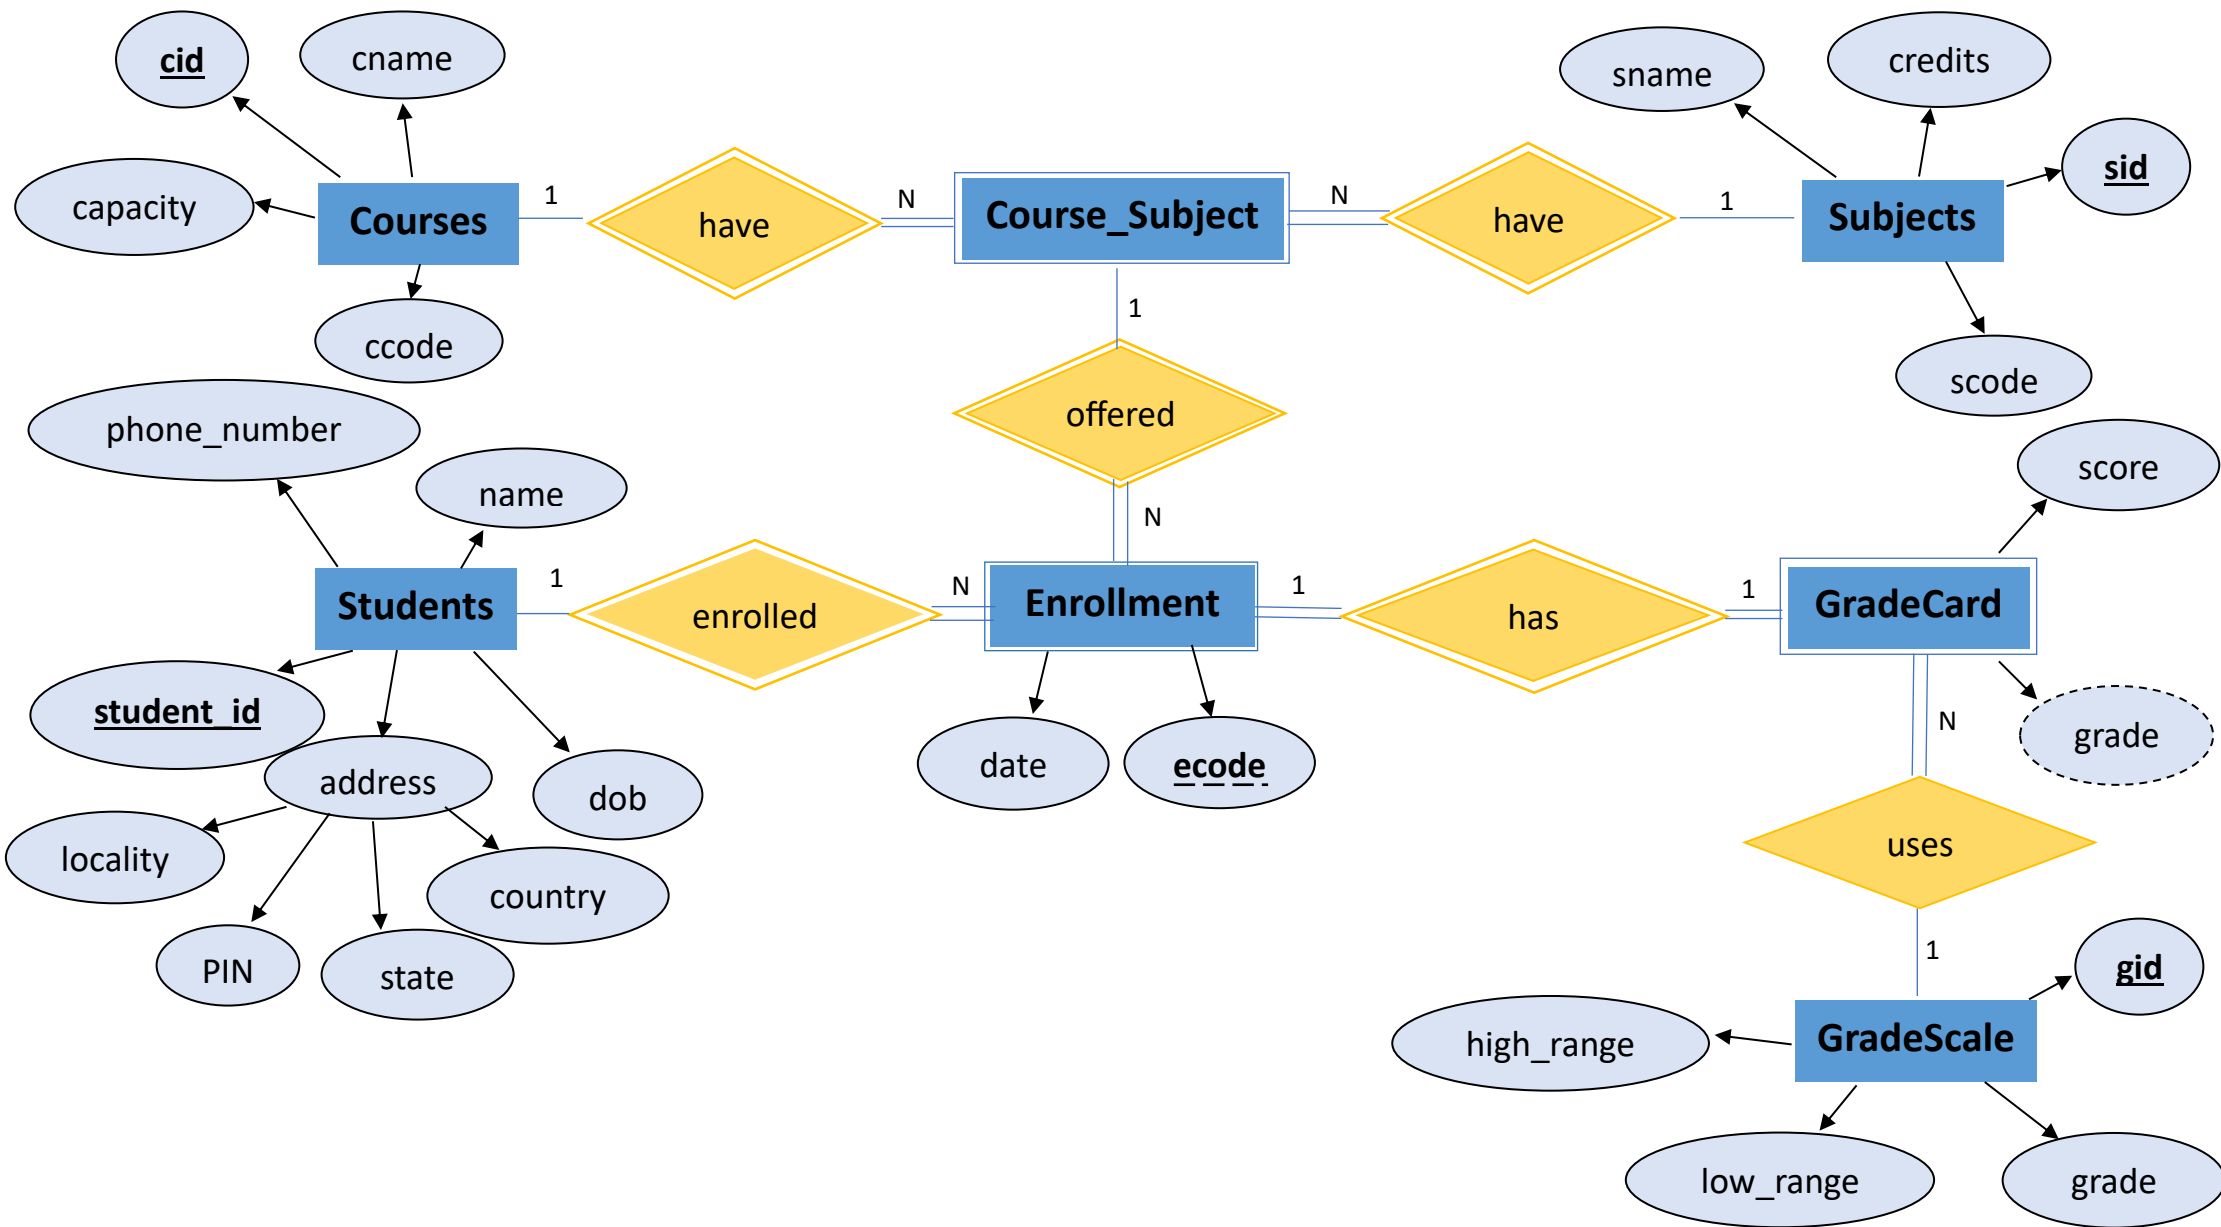 cid
cname
sname
credits
capacity
Courses
1
have
N
Course_Subject
N
have
1
Subjects
sid
ccode
1
offered
scode
phone_number
name
score
N
Students
1
enrolled
N
Enrollment
1
has
1
GradeCard
student_id
address
dob
date
ecode
N
grade
locality
country
uses
PIN
state
1
gid
high_range
GradeScale
low_range
grade